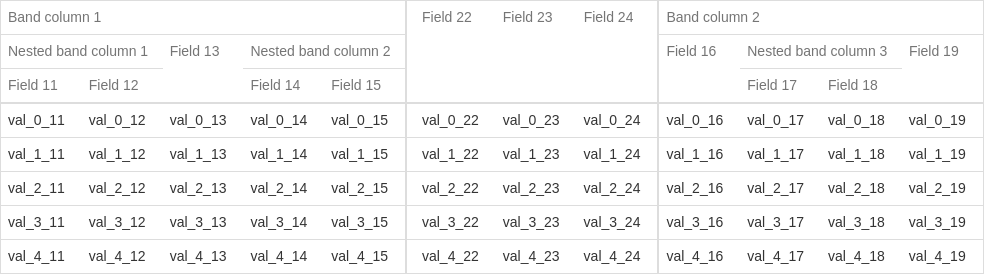 Band column 1 Field 22 Field 23 Field 24 Band column 2
Nested band column 1 Field 13 Nested band column 2 Field 16 Nested band column 3 Field 19
Field 11 Field 12 Field 14 Field 15 Field 17 Field 18
val_0_11 val_0_12 val_0_13 val_0_14 val_0_15 val_0_22 val_0_23 val_0_24 val_0_16 val_0_17 val_0_18 val_0_19
val_1_11 val_1_12 val_1_13 val_1_14 val_1_15 val_1_22 val_1_23 val_1_24 val_1_16 val_1_17 val_1_18 val_1_19
val_2_11 val_2_12 val_2_13 val_2_14 val_2_15 val_2_22 val_2_23 val_2_24 val_2_16 val_2_17 val_2_18 val_2_19
val_3_11 val_3_12 val_3_13 val_3_14 val_3_15 val_3_22 val_3_23 val_3_24 val_3_16 val_3_17 val_3_18 val_3_19
val_4_11 val_4_12 val_4_13 val_4_14 val_4_15 val_4_22 val_4_23 val_4_24 val_4_16 val_4_17 val_4_18 val_4_19